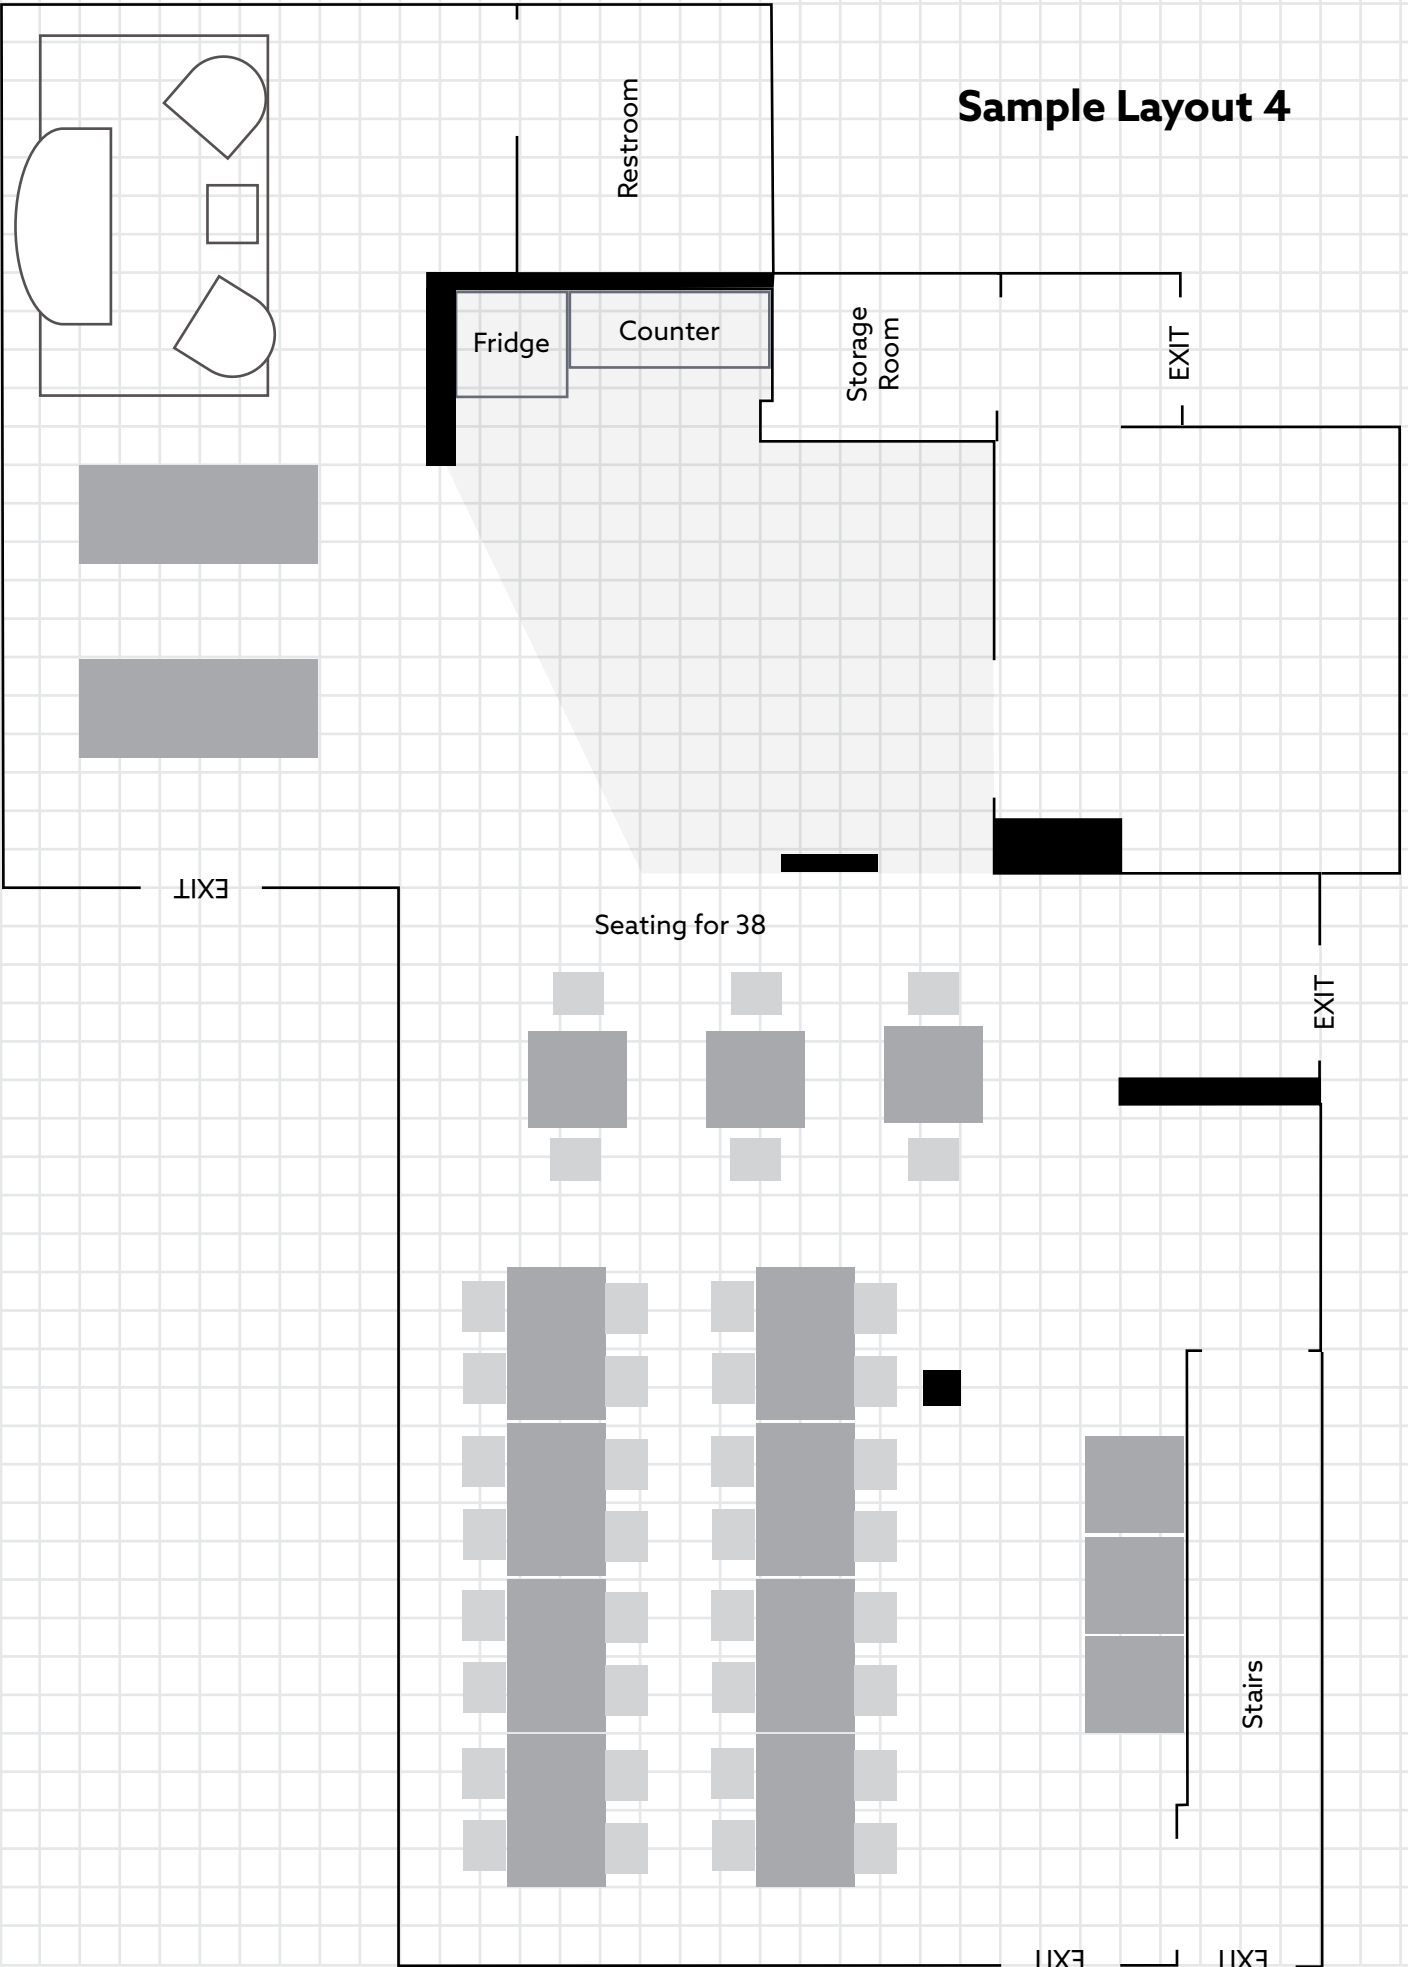 Sample Layout 4
Restroom
Fridge
Counter
Storage
Room
EXIT
EXIT
Seating for 38
EXIT
Stairs
EXIT
EXIT